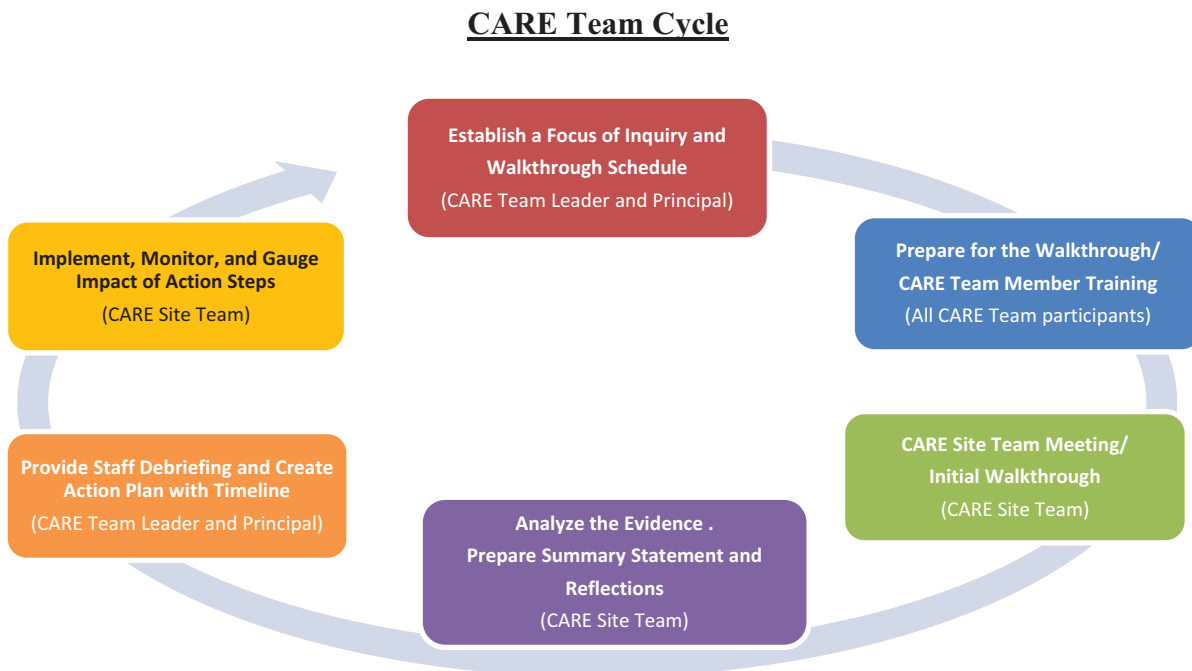 CARE Team Cycle
Establish a Focus of Inquiry and
Walkthrough Schedule
(CARE Team Leader and Principal)
Prepare for the Walkthrough/
CARE Team Member Training
(All CARE Team participants)
CARE Site Team Meeting/
Initial Walkthrough
(CARE Site Team)
Analyze the Evidence .
Prepare Summary Statement and
Reflections
(CARE Site Team)
Provide Staff Debriefing and Create
Action Plan with Timeline
(CARE Team Leader and Principal)
Implement, Monitor, and Gauge
Impact of Action Steps
(CARE Site Team)